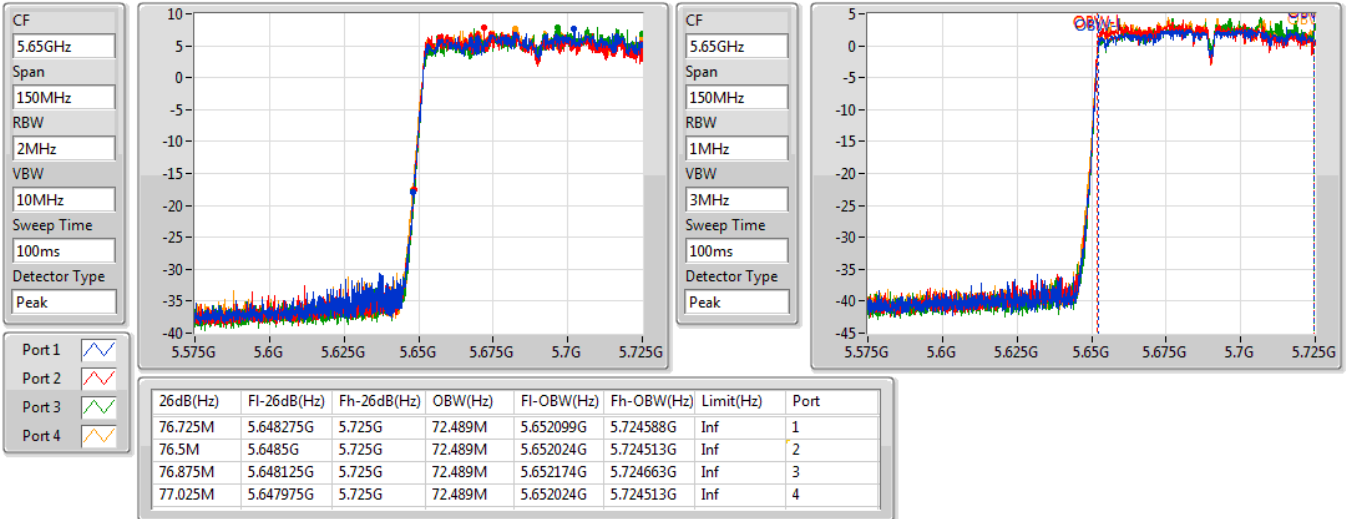 CF
5.65GHz
Span
150MHz
RBW
2MHz
VBW
10MHz
Sweep Time
100ms
Detector Type
Peak
10
5
0
-5
-10
-15
-20
-25
-30
-35
-40
5.575G 5.6G 5.625G 5.65G 5.675G 5.7G 5.725G
CF
5.65GHz
Span
150MHz
RBW
1MHz
VBW
3MHz
Sweep Time
100ms
Detector Type
Peak
5
0
-5
-10
-15
-20
-25
-30
-35
-40
-45
OBW-L
5.575G 5.6G 5.625G 5.65G 5.675G 5.7G 5.725G
Port 1
Port 2
Port 3
Port 4
26dB(Hz) Fl-26dB(Hz) Fh-26dB(Hz) OBW(Hz) Fl-OBW(Hz) Fh-OBW(Hz) Limit(Hz) Port
76.725M 5.648275G 5.725G 72.489M 5.652099G 5.724588G Inf 1
76.5M 5.6485G 5.725G 72.489M 5.652024G 5.724513G Inf 2
76.875M 5.648125G 5.725G 72.489M 5.652174G 5.724663G Inf 3
77.025M 5.647975G 5.725G 72.489M 5.652024G 5.724513G Inf 4